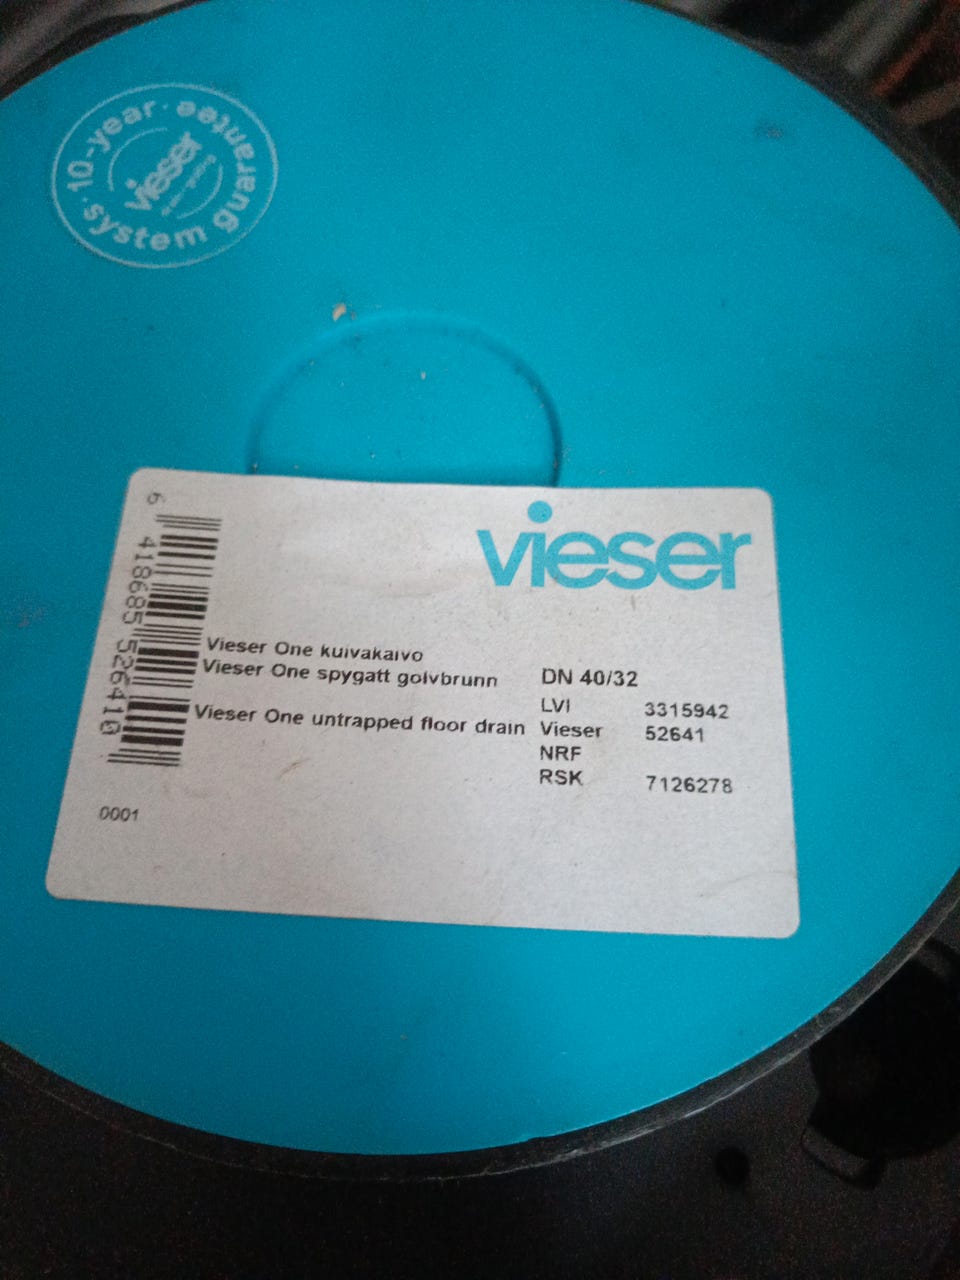 10-year · system guarantee ·
vieser
vieser
6 418685 526410
Vieser One kuivakaivo
Vieser One spygatt golvbrunn
Vieser One untrapped floor drain
DN 40/32
LVI 3315942
Vieser 52641
NRF
RSK 7126278
0001